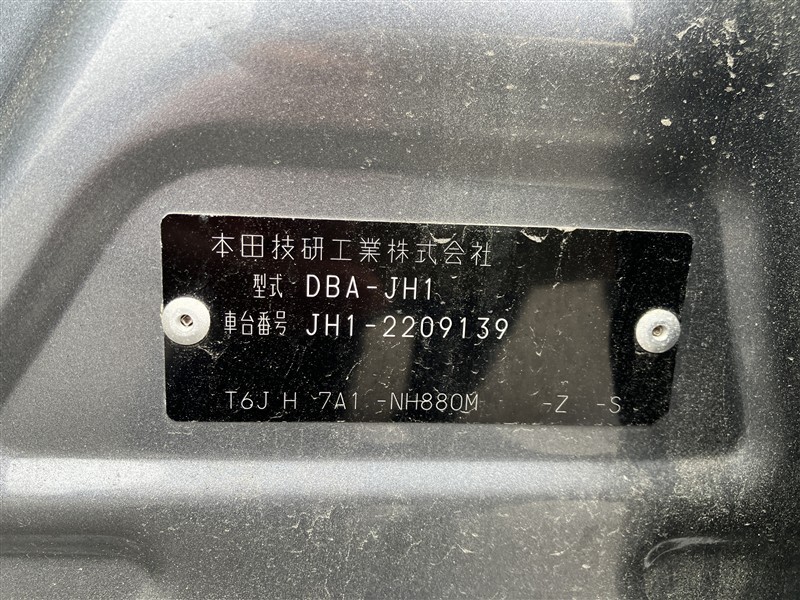 本田技研工業株式会社
型式 DBA-JH1
車台番号 JH1-2209139
T6J H 7A1 -NH880M -Z -S